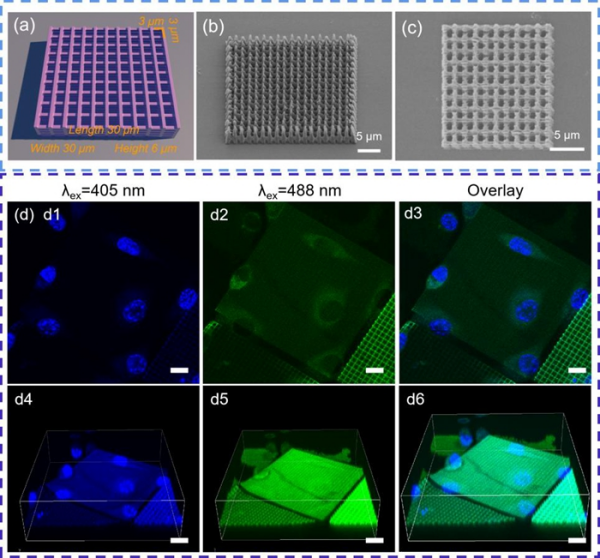 (a)
3 μm
3 μm
Length 30 μm
Width 30 μm
Height 6 μm
(b)
5 μm
(c)
5 μm
λex=405 nm
λex=488 nm
Overlay
(d) d1
d2
d3
d4
d5
d6